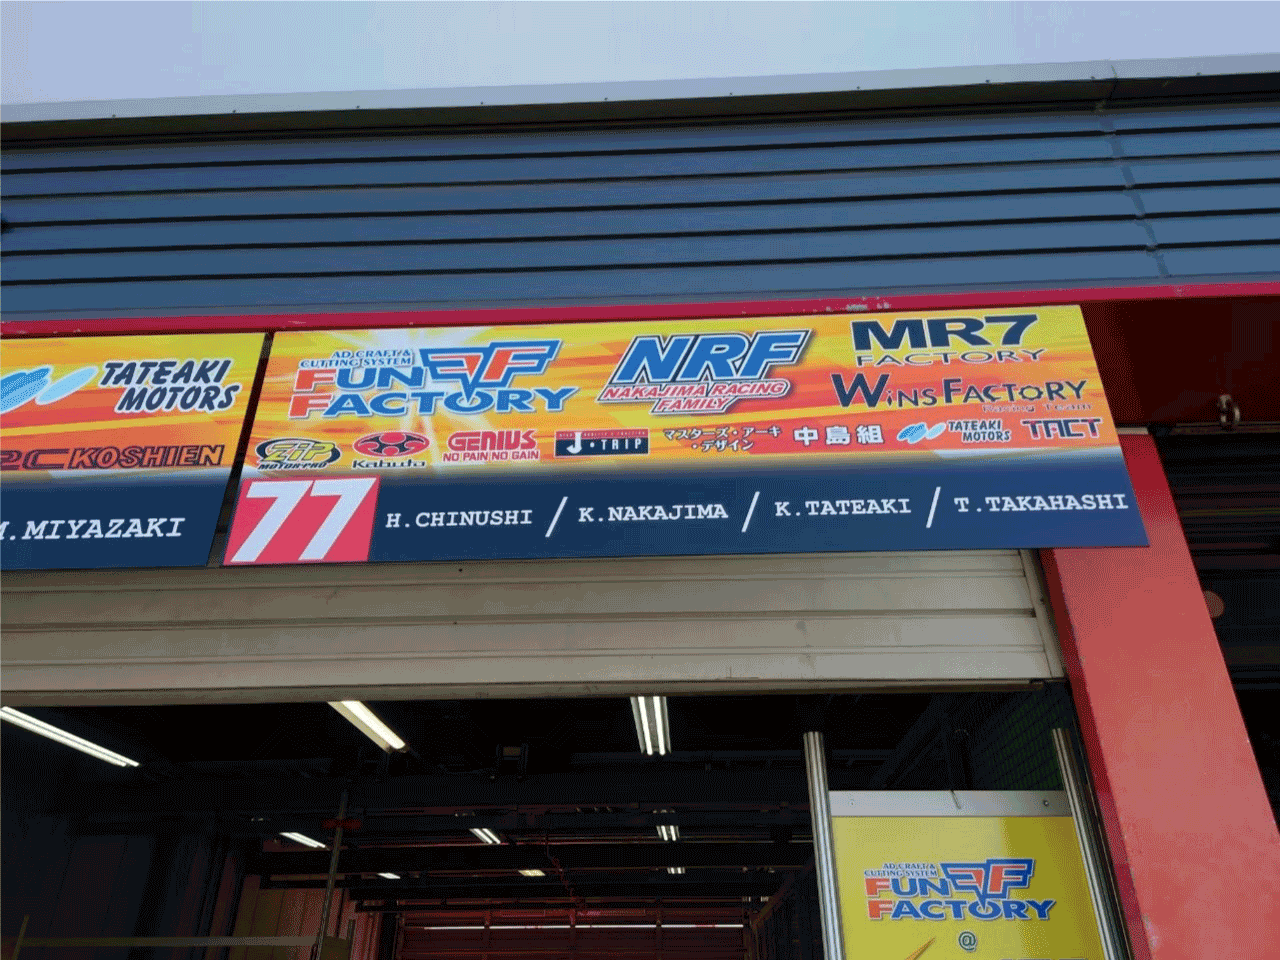 TATEAKI
MOTORS
KOSHIEN
M.MIYAZAKI
AD CRAFT &
CUTTING SYSTEM
FUN
FACTORY
NRF
NAKAJIMA RACING
FAMILY
MR7
FACTORY
WINS FACTORY
Racing Team
ZIP
MOTOR-PRO
Kabuto
GENIUS
NO PAIN NO GAIN
J・TRIP
マスターズ・アーキ
・デザイン
中島組
TATEAKI
MOTORS
TACT
77
H.CHINUSHI / K.NAKAJIMA / K.TATEAKI / T.TAKAHASHI
AD CRAFT &
CUTTING SYSTEM
FUN
FACTORY
@